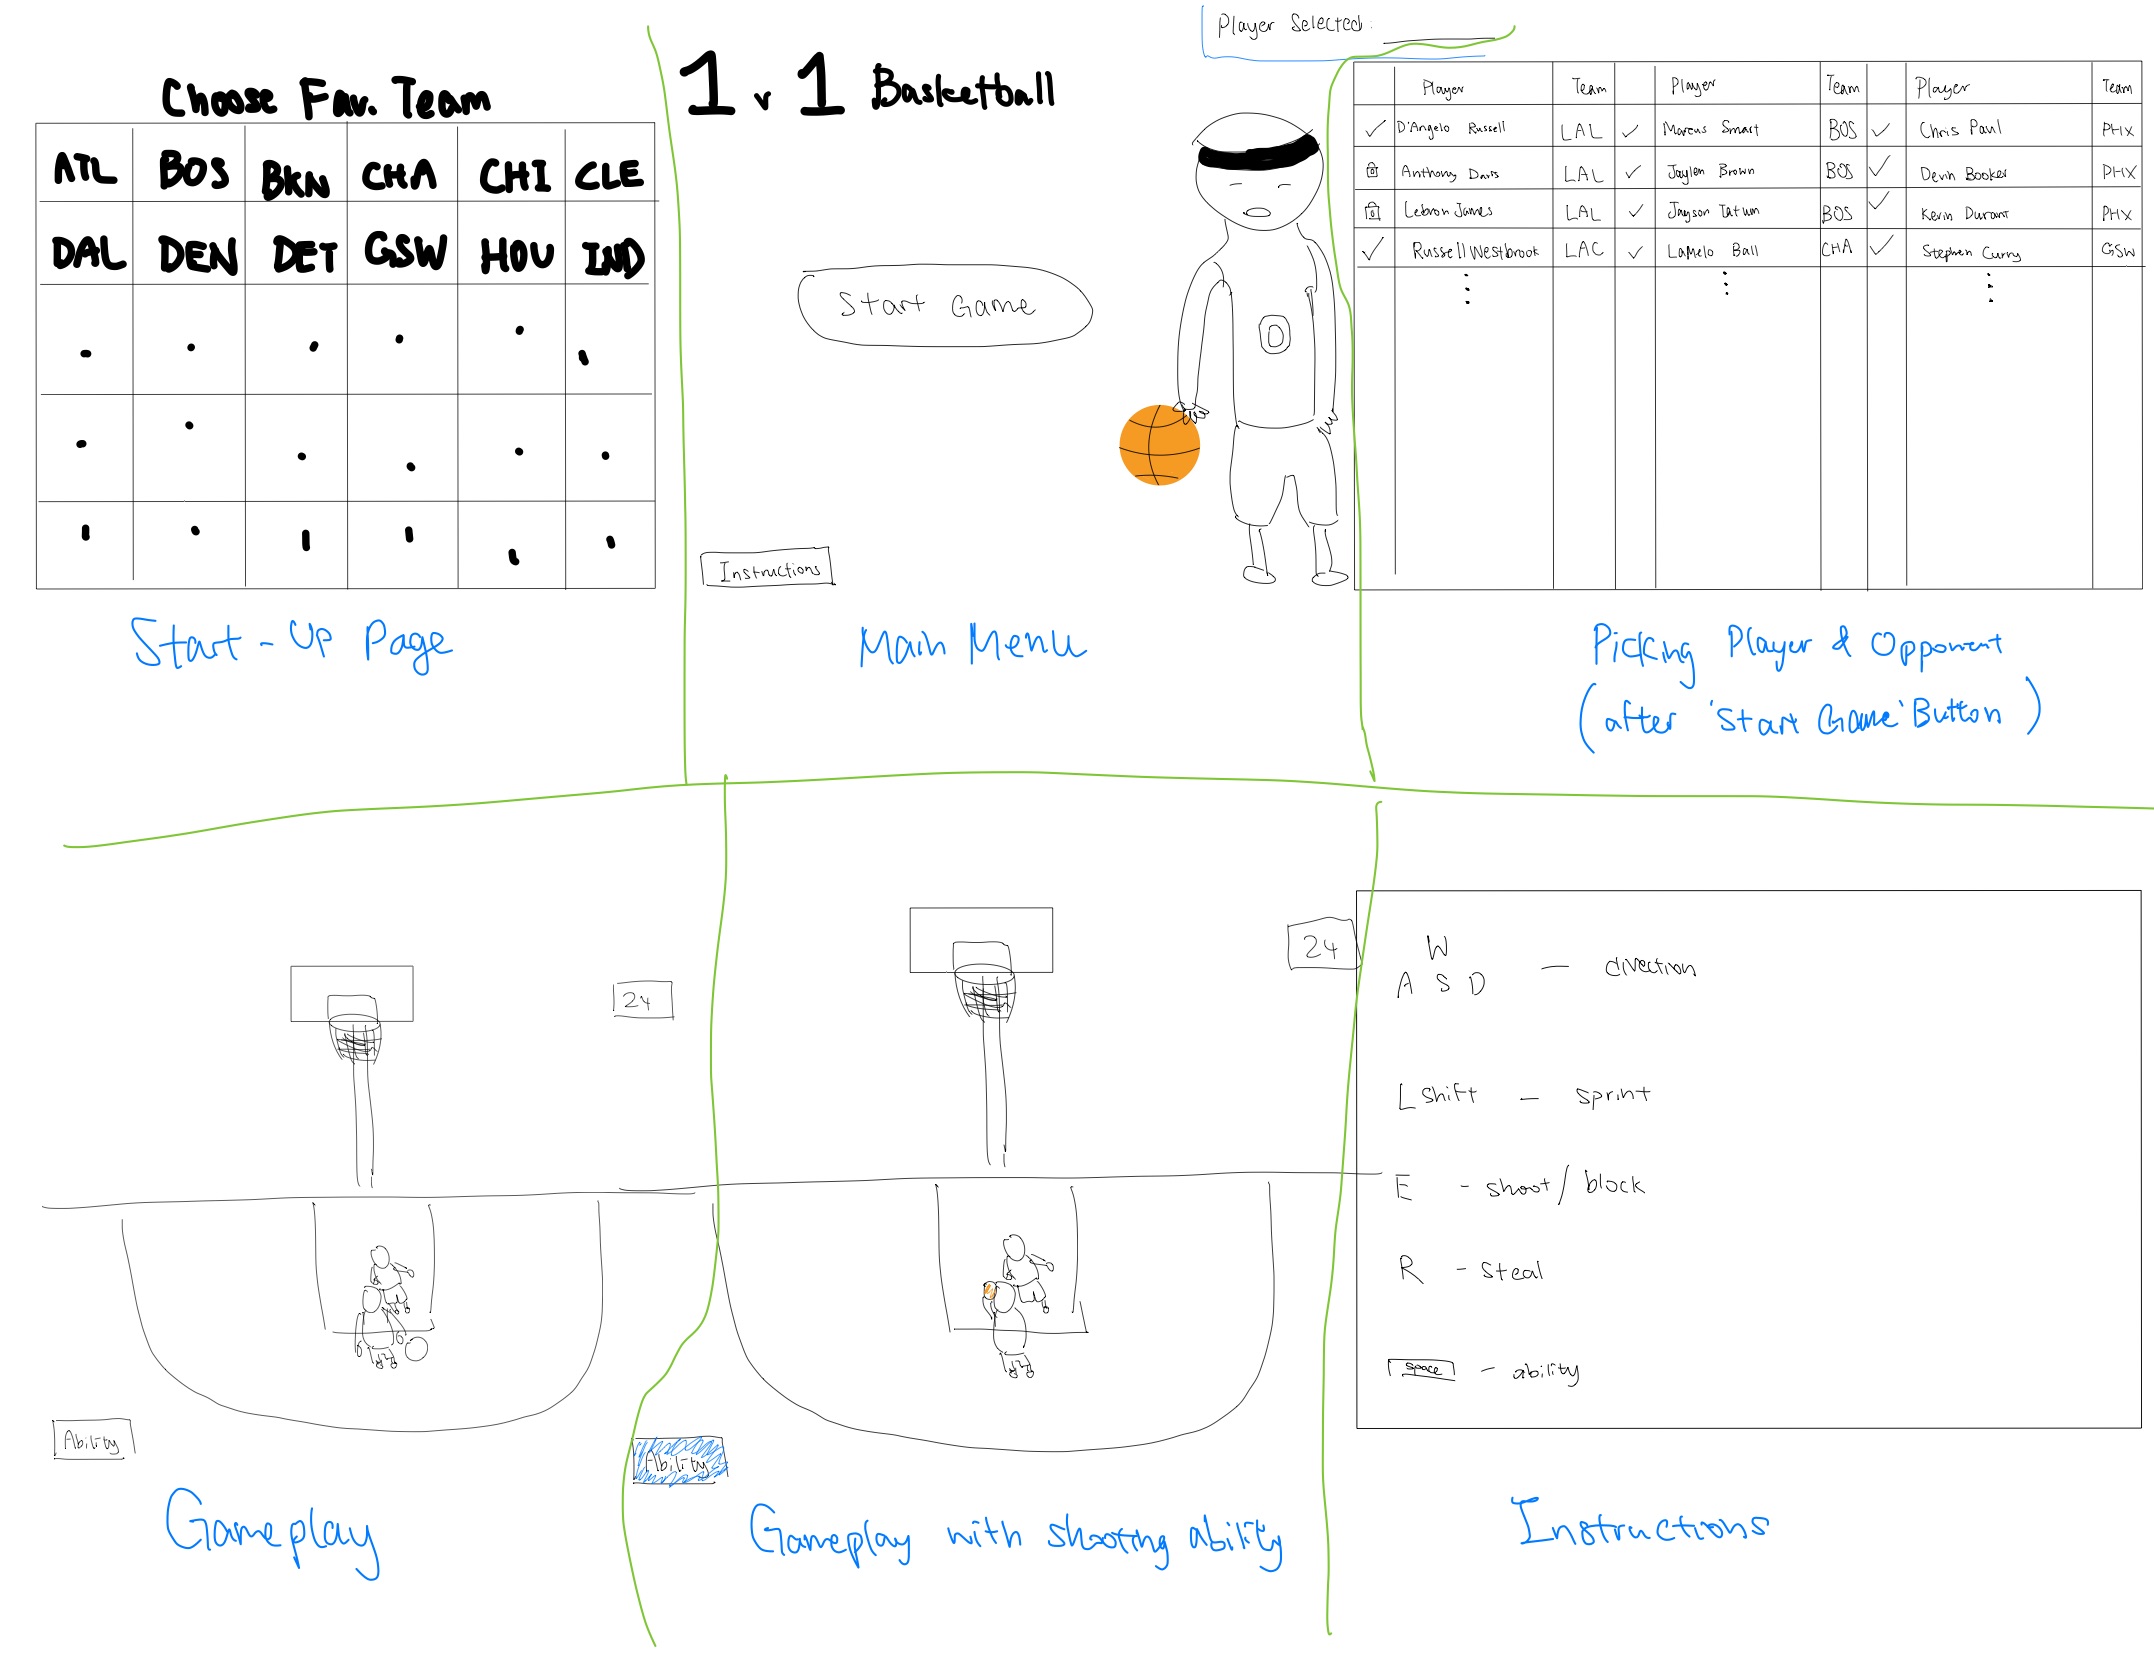 Choose Fav. Team
ATL BOS BKN CHA CHI CLE
DAL DEN DET GSW HOU IND
Start-Up Page
1 v 1 Basketball
Start Game
0
Instructions
Main Menu
Player Selected:
Player Team Player Team Player Team
D'Angelo Russell LAL Marcus Smart BOS Chris Paul PHX
Anthony Davis LAL Jaylen Brown BOS Devin Booker PHX
Lebron James LAL Jayson Tatum BOS Kevin Durant PHX
Russell Westbrook LAC LaMelo Ball CHA Stephen Curry GSW
Picking Player & Opponent
(after 'Start Game' Button)
24
Ability
Gameplay
24
Ability
Gameplay with shooting ability
W
A S D — direction
L shift — sprint
E - shoot/block
R - steal
space - ability
Instructions